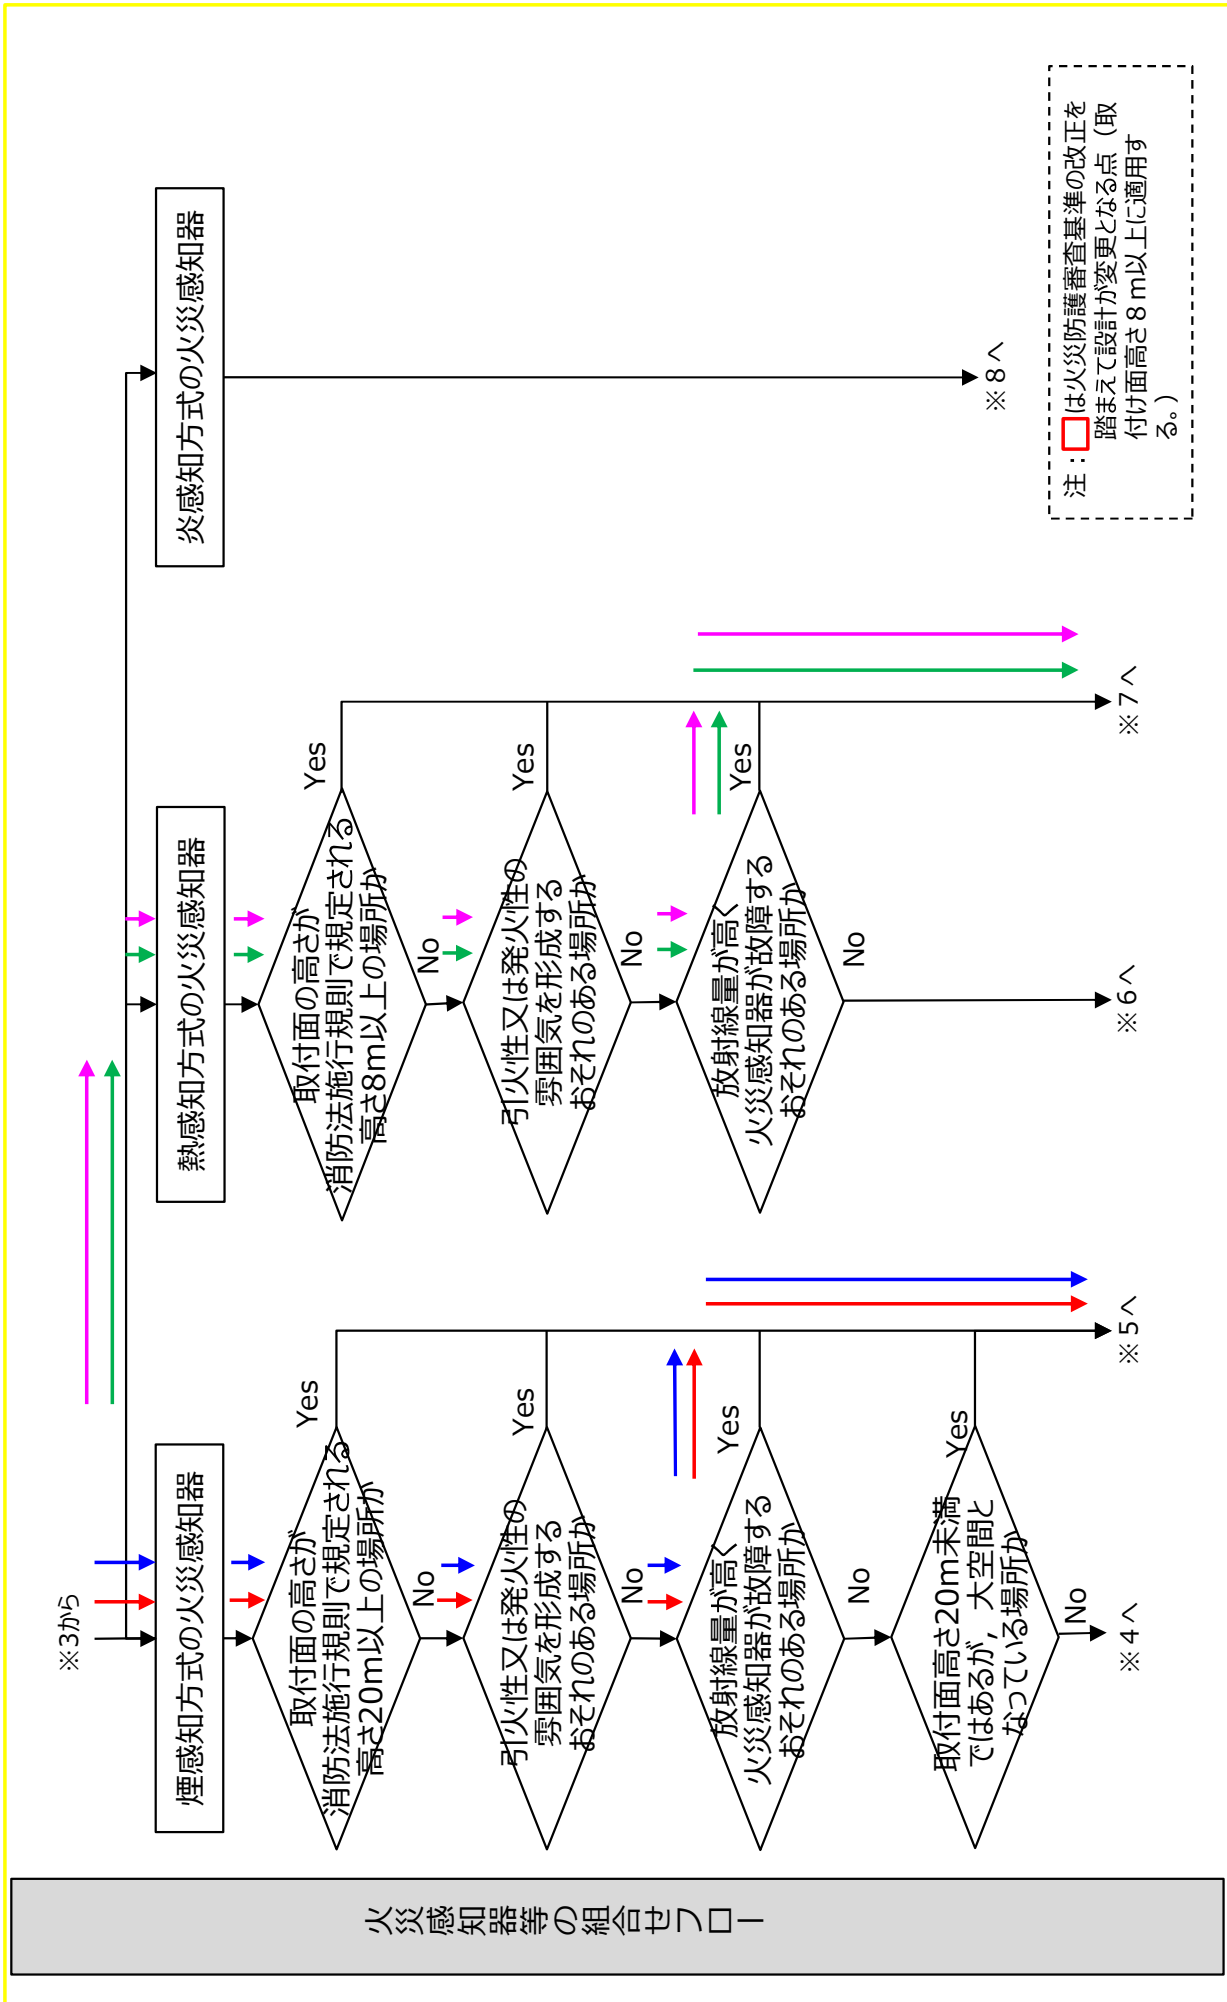 火災感知器等の組合せフロー
※3から
煙感知方式の火災感知器
取付面の高さが
消防法施行規則で規定される
高さ20m以上の場所か
Yes
No
引火性又は発火性の
雰囲気を形成する
おそれのある場所か
Yes
No
放射線量が高く
火災感知器が故障する
おそれのある場所か
Yes
No
取付面高さ20m未満
ではあるが，大空間と
なっている場所か
Yes
No
※4へ
※5へ
熱感知方式の火災感知器
取付面の高さが
消防法施行規則で規定される
高さ8m以上の場所か
Yes
No
引火性又は発火性の
雰囲気を形成する
おそれのある場所か
Yes
No
放射線量が高く
火災感知器が故障する
おそれのある場所か
Yes
No
※6へ
※7へ
炎感知方式の火災感知器
※8へ
注：は火災防護審査基準の改正を
踏まえて設計が変更となる点（取
付け面高さ8m以上に適用す
る。）